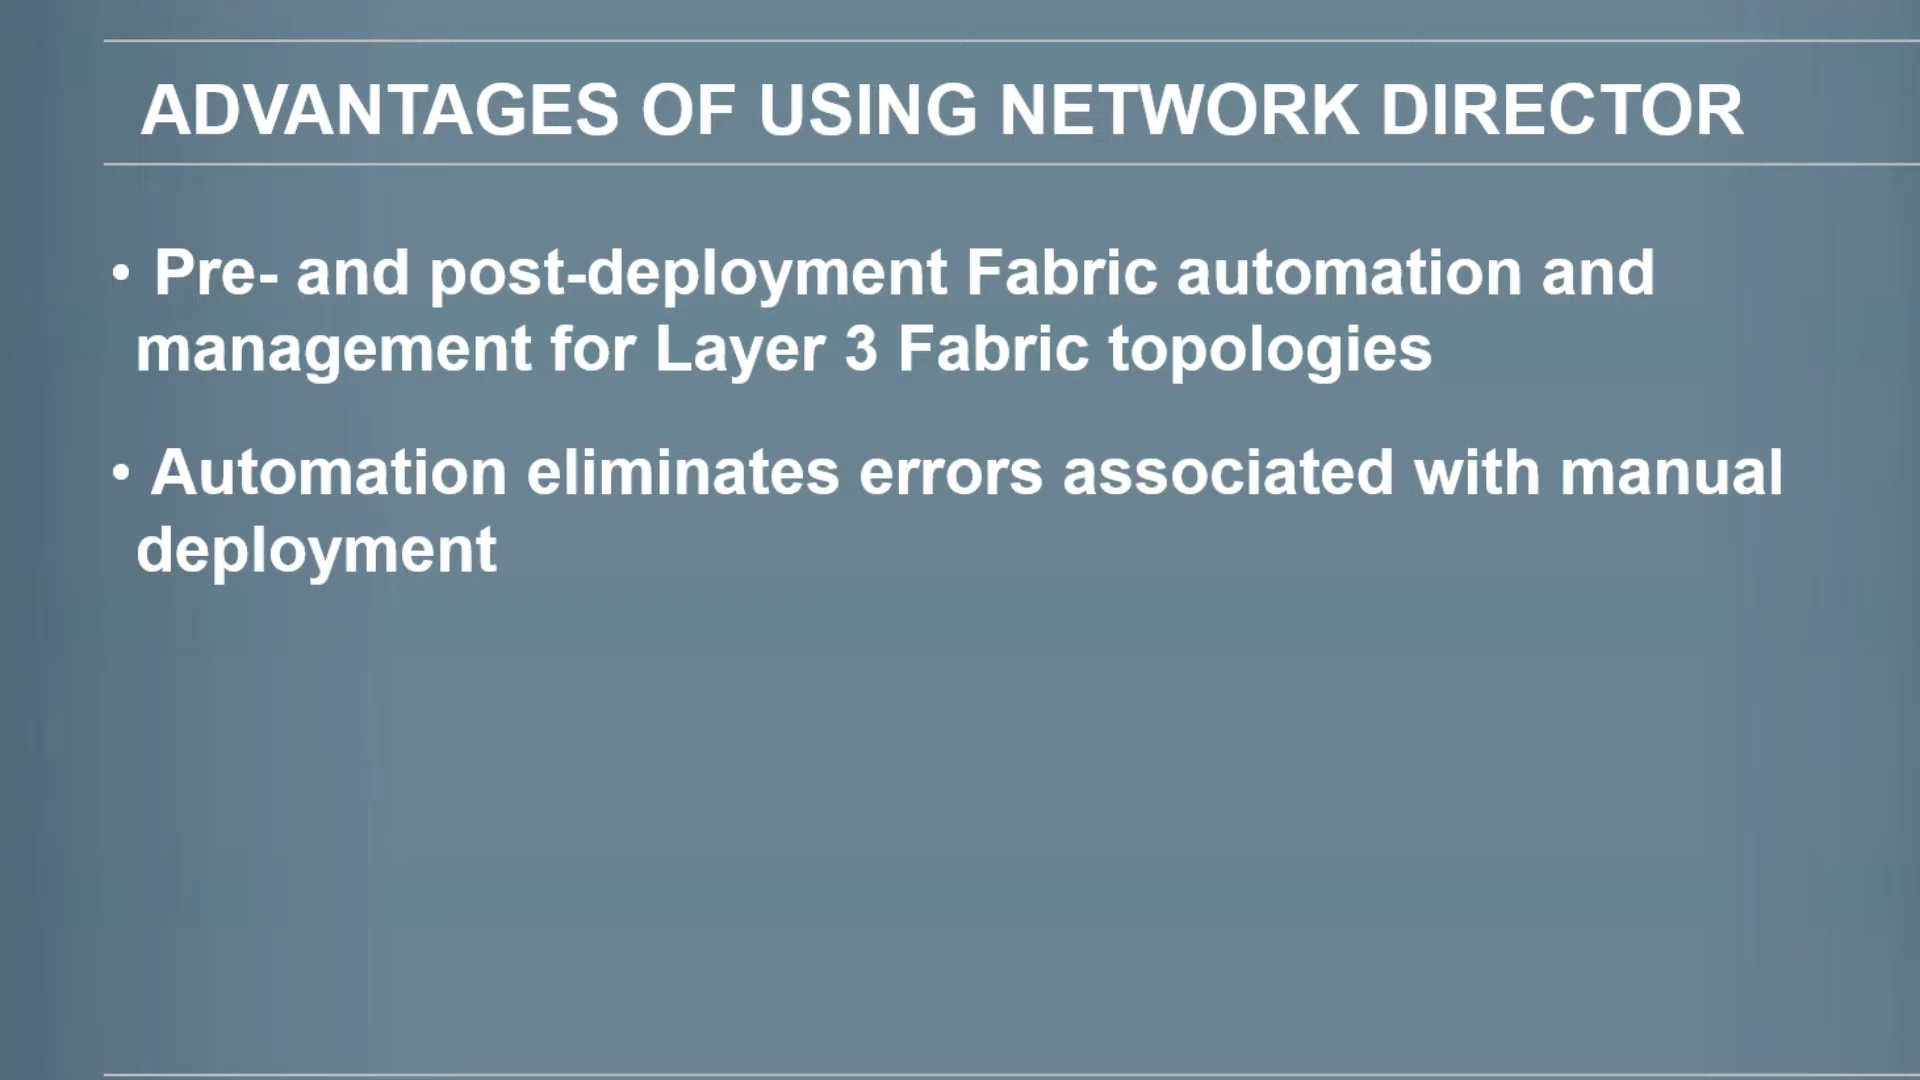 ADVANTAGES OF USING NETWORK DIRECTOR
• Pre- and post-deployment Fabric automation and
management for Layer 3 Fabric topologies
• Automation eliminates errors associated with manual
deployment